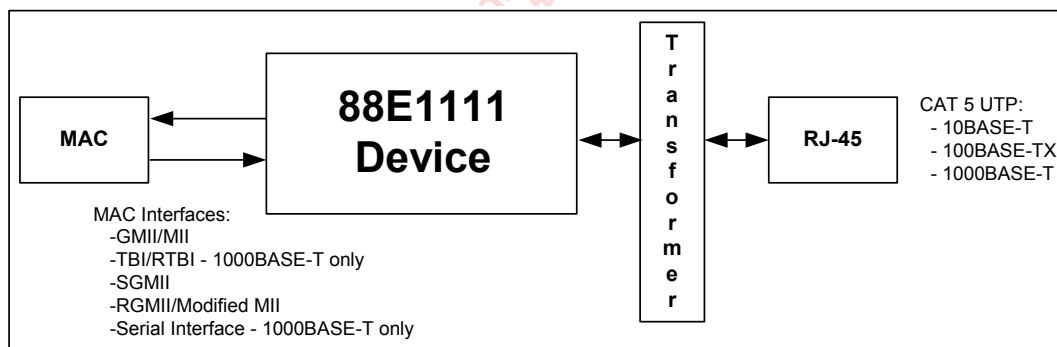 88E1111
Device
MAC
Transformer
RJ-45
CAT 5 UTP:
- 10BASE-T
- 100BASE-TX
- 1000BASE-T
MAC Interfaces:
-GMII/MII
-TBI/RTBI - 1000BASE-T only
-SGMII
-RGMII/Modified MII
-Serial Interface - 1000BASE-T only